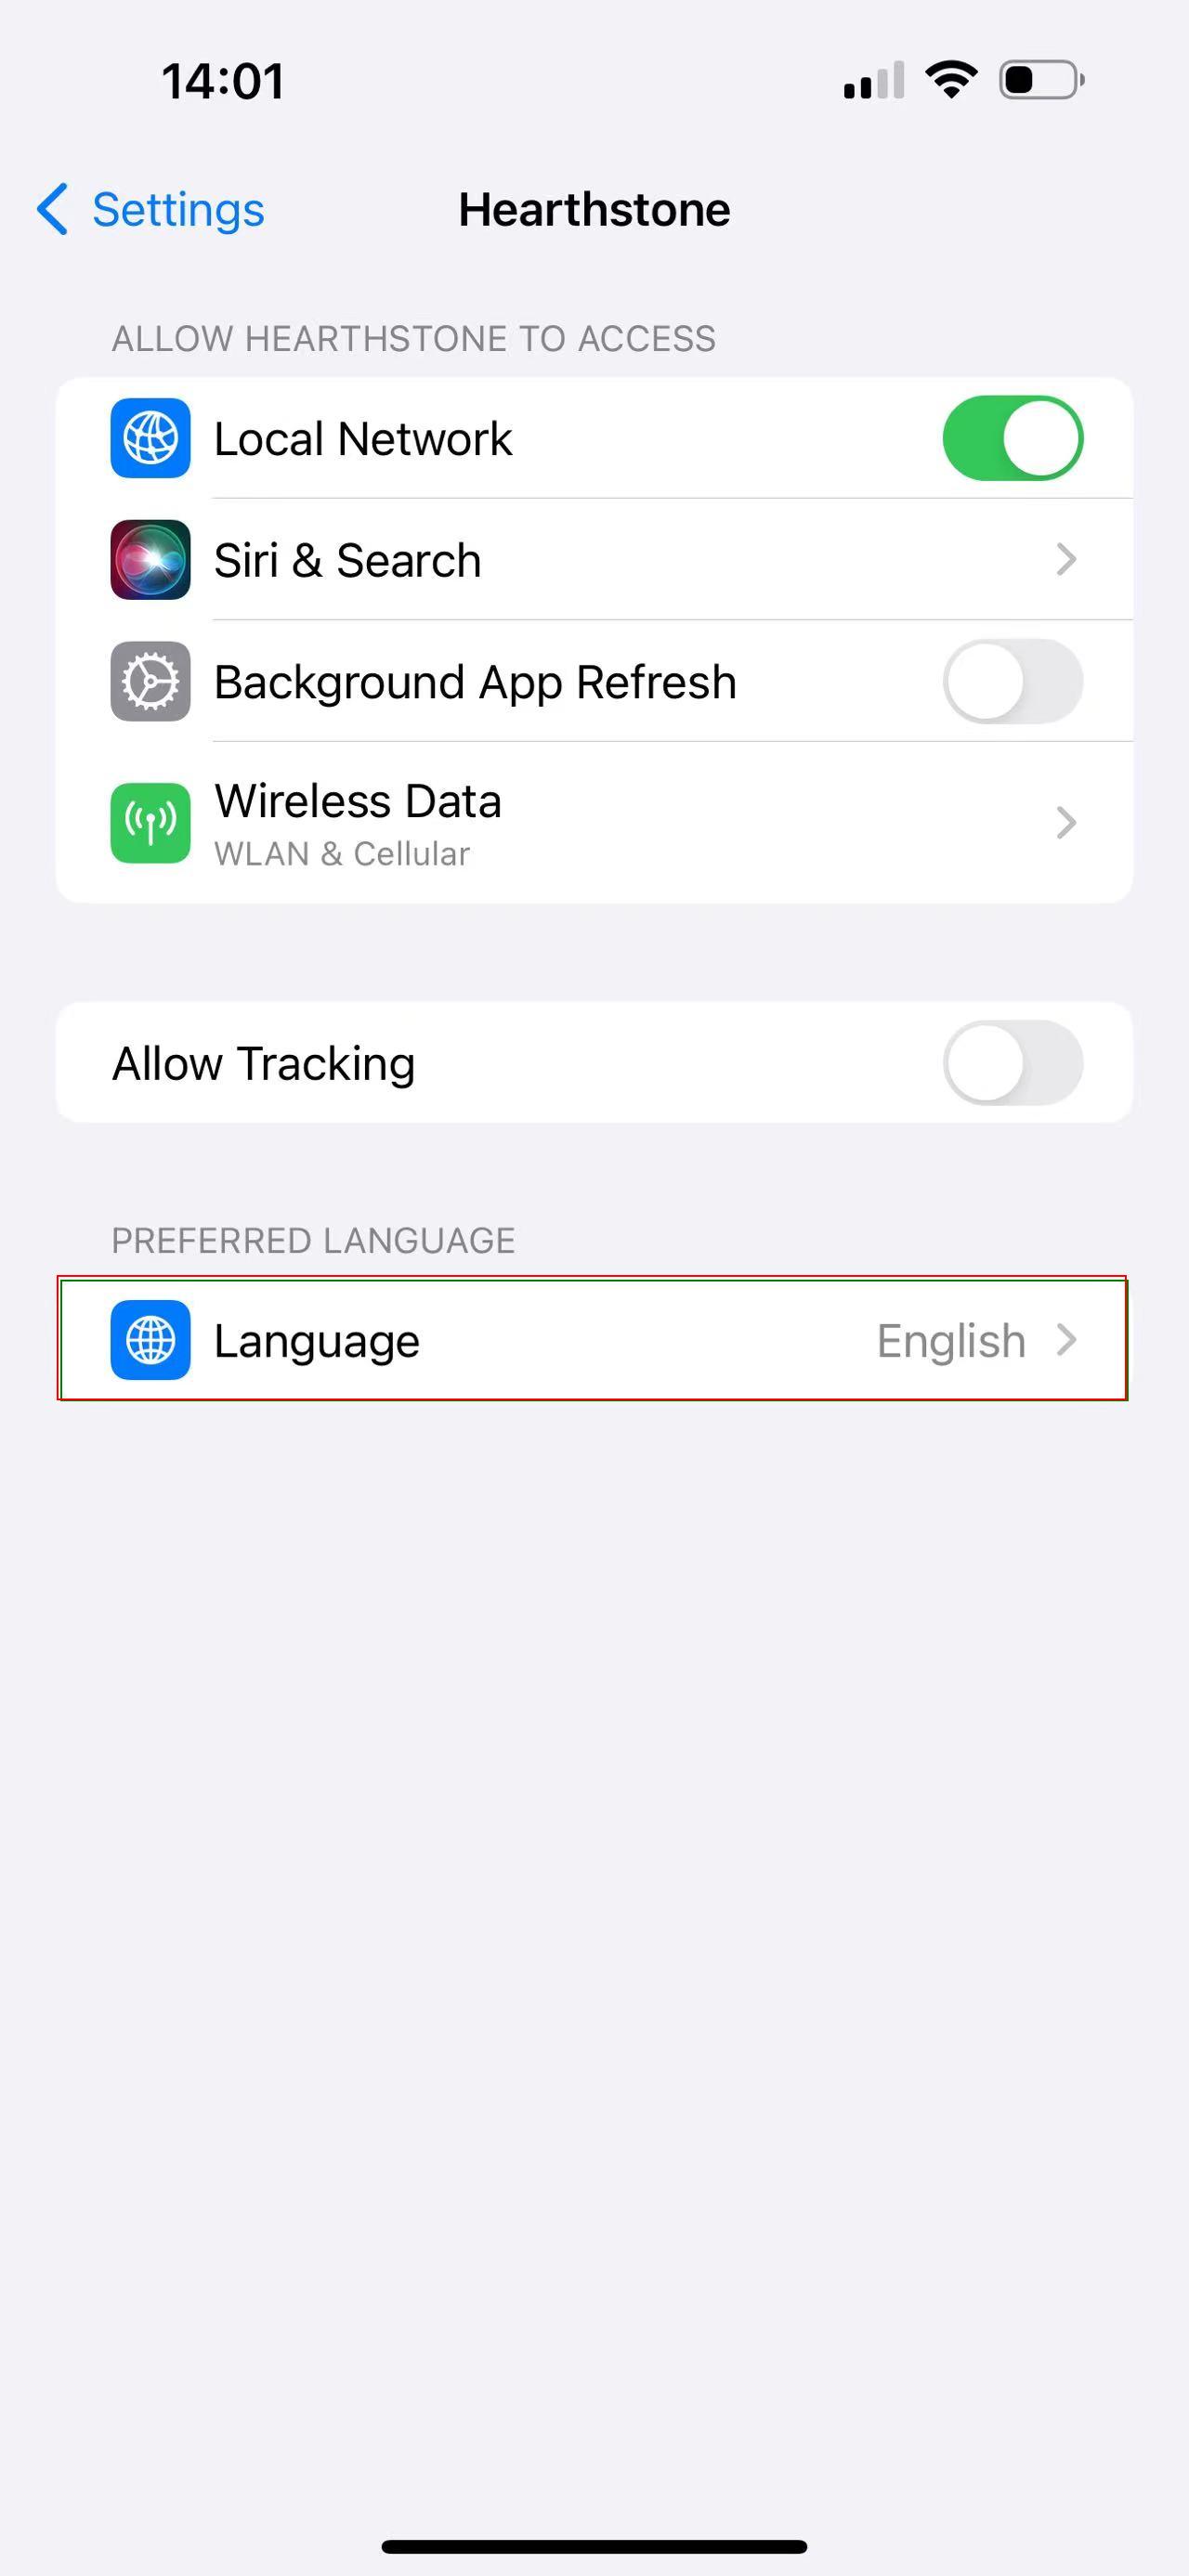 14:01
Settings
Hearthstone
ALLOW HEARTHSTONE TO ACCESS
Local Network
Siri & Search
Background App Refresh
Wireless Data
WLAN & Cellular
Allow Tracking
PREFERRED LANGUAGE
Language English